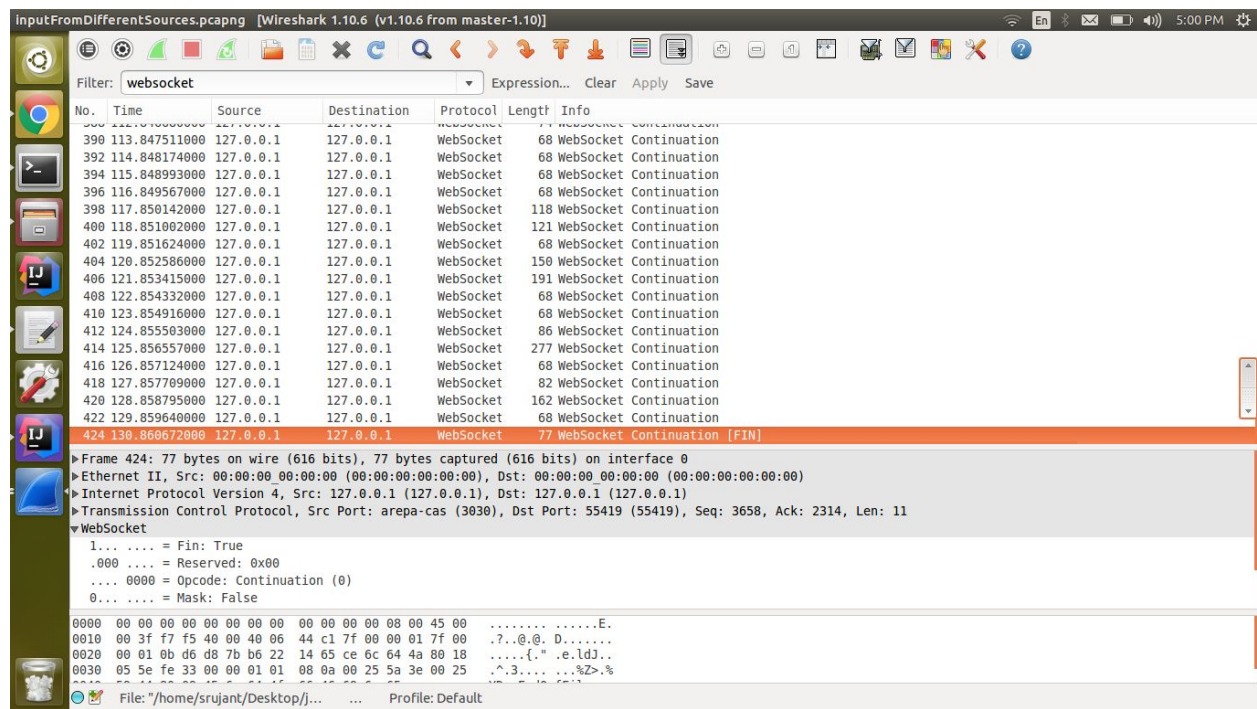 inputFromDifferentSources.pcapng [Wireshark 1.10.6 (v1.10.6 from master-1.10)] En 5:00 PM
Filter: websocket Expression... Clear Apply Save
No. Time Source Destination Protocol Length Info
390 113.847511000 127.0.0.1 127.0.0.1 WebSocket 68 WebSocket Continuation
392 114.848174000 127.0.0.1 127.0.0.1 WebSocket 68 WebSocket Continuation
394 115.848993000 127.0.0.1 127.0.0.1 WebSocket 68 WebSocket Continuation
396 116.849567000 127.0.0.1 127.0.0.1 WebSocket 68 WebSocket Continuation
398 117.850142000 127.0.0.1 127.0.0.1 WebSocket 118 WebSocket Continuation
400 118.851002000 127.0.0.1 127.0.0.1 WebSocket 121 WebSocket Continuation
402 119.851624000 127.0.0.1 127.0.0.1 WebSocket 68 WebSocket Continuation
404 120.852586000 127.0.0.1 127.0.0.1 WebSocket 150 WebSocket Continuation
406 121.853415000 127.0.0.1 127.0.0.1 WebSocket 191 WebSocket Continuation
408 122.854332000 127.0.0.1 127.0.0.1 WebSocket 68 WebSocket Continuation
410 123.854916000 127.0.0.1 127.0.0.1 WebSocket 68 WebSocket Continuation
412 124.855503000 127.0.0.1 127.0.0.1 WebSocket 86 WebSocket Continuation
414 125.856557000 127.0.0.1 127.0.0.1 WebSocket 277 WebSocket Continuation
416 126.857124000 127.0.0.1 127.0.0.1 WebSocket 68 WebSocket Continuation
418 127.857709000 127.0.0.1 127.0.0.1 WebSocket 82 WebSocket Continuation
420 128.858795000 127.0.0.1 127.0.0.1 WebSocket 162 WebSocket Continuation
422 129.859640000 127.0.0.1 127.0.0.1 WebSocket 68 WebSocket Continuation
424 130.860672000 127.0.0.1 127.0.0.1 WebSocket 77 WebSocket Continuation [FIN]
Frame 424: 77 bytes on wire (616 bits), 77 bytes captured (616 bits) on interface 0
Ethernet II, Src: 00:00:00_00:00:00 (00:00:00:00:00:00), Dst: 00:00:00_00:00:00 (00:00:00:00:00:00)
Internet Protocol Version 4, Src: 127.0.0.1 (127.0.0.1), Dst: 127.0.0.1 (127.0.0.1)
Transmission Control Protocol, Src Port: arepa-cas (3030), Dst Port: 55419 (55419), Seq: 3658, Ack: 2314, Len: 11
WebSocket
1... .... = Fin: True
.000 .... = Reserved: 0x00
.... 0000 = Opcode: Continuation (0)
0... .... = Mask: False
0000 00 00 00 00 00 00 00 00 00 00 00 00 08 00 45 00 ........ ......E.
0010 00 3f f7 f5 40 00 40 06 44 c1 7f 00 00 01 7f 00 .?..@.@. D.......
0020 00 01 0b d6 d8 7b b6 22 14 65 ce 6c 64 4a 80 18 .....{." .e.ldJ..
0030 05 5e fe 33 00 00 01 01 08 0a 00 25 5a 3e 00 25 .^.3.... ...%Z>.%
File: "/home/srujant/Desktop/j... ... Profile: Default